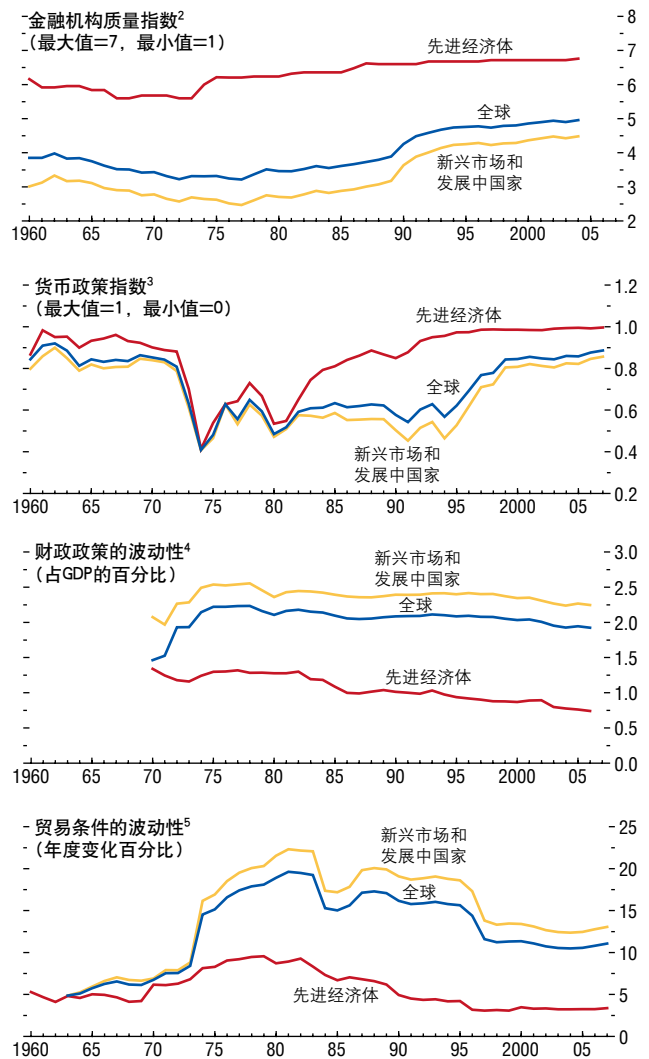 金融机构质量指数2
(最大值=7，最小值=1)
8
先进经济体
7
6
全球
5
4
新兴市场和
发展中国家
3
2
1960 65 70 75 80 85 90 95 2000 05
货币政策指数3
(最大值=1，最小值=0)
1.2
先进经济体
1.0
0.8
全球
0.6
新兴市场和
发展中国家
0.4
0.2
1960 65 70 75 80 85 90 95 2000 05
财政政策的波动性4
(占GDP的百分比)
3.0
新兴市场和
发展中国家
2.5
全球
2.0
1.5
先进经济体
1.0
0.5
0.0
1960 65 70 75 80 85 90 95 2000 05
贸易条件的波动性5
(年度变化百分比)
25
新兴市场和
发展中国家
20
全球
15
10
先进经济体
5
0
1960 65 70 75 80 85 90 95 2000 05